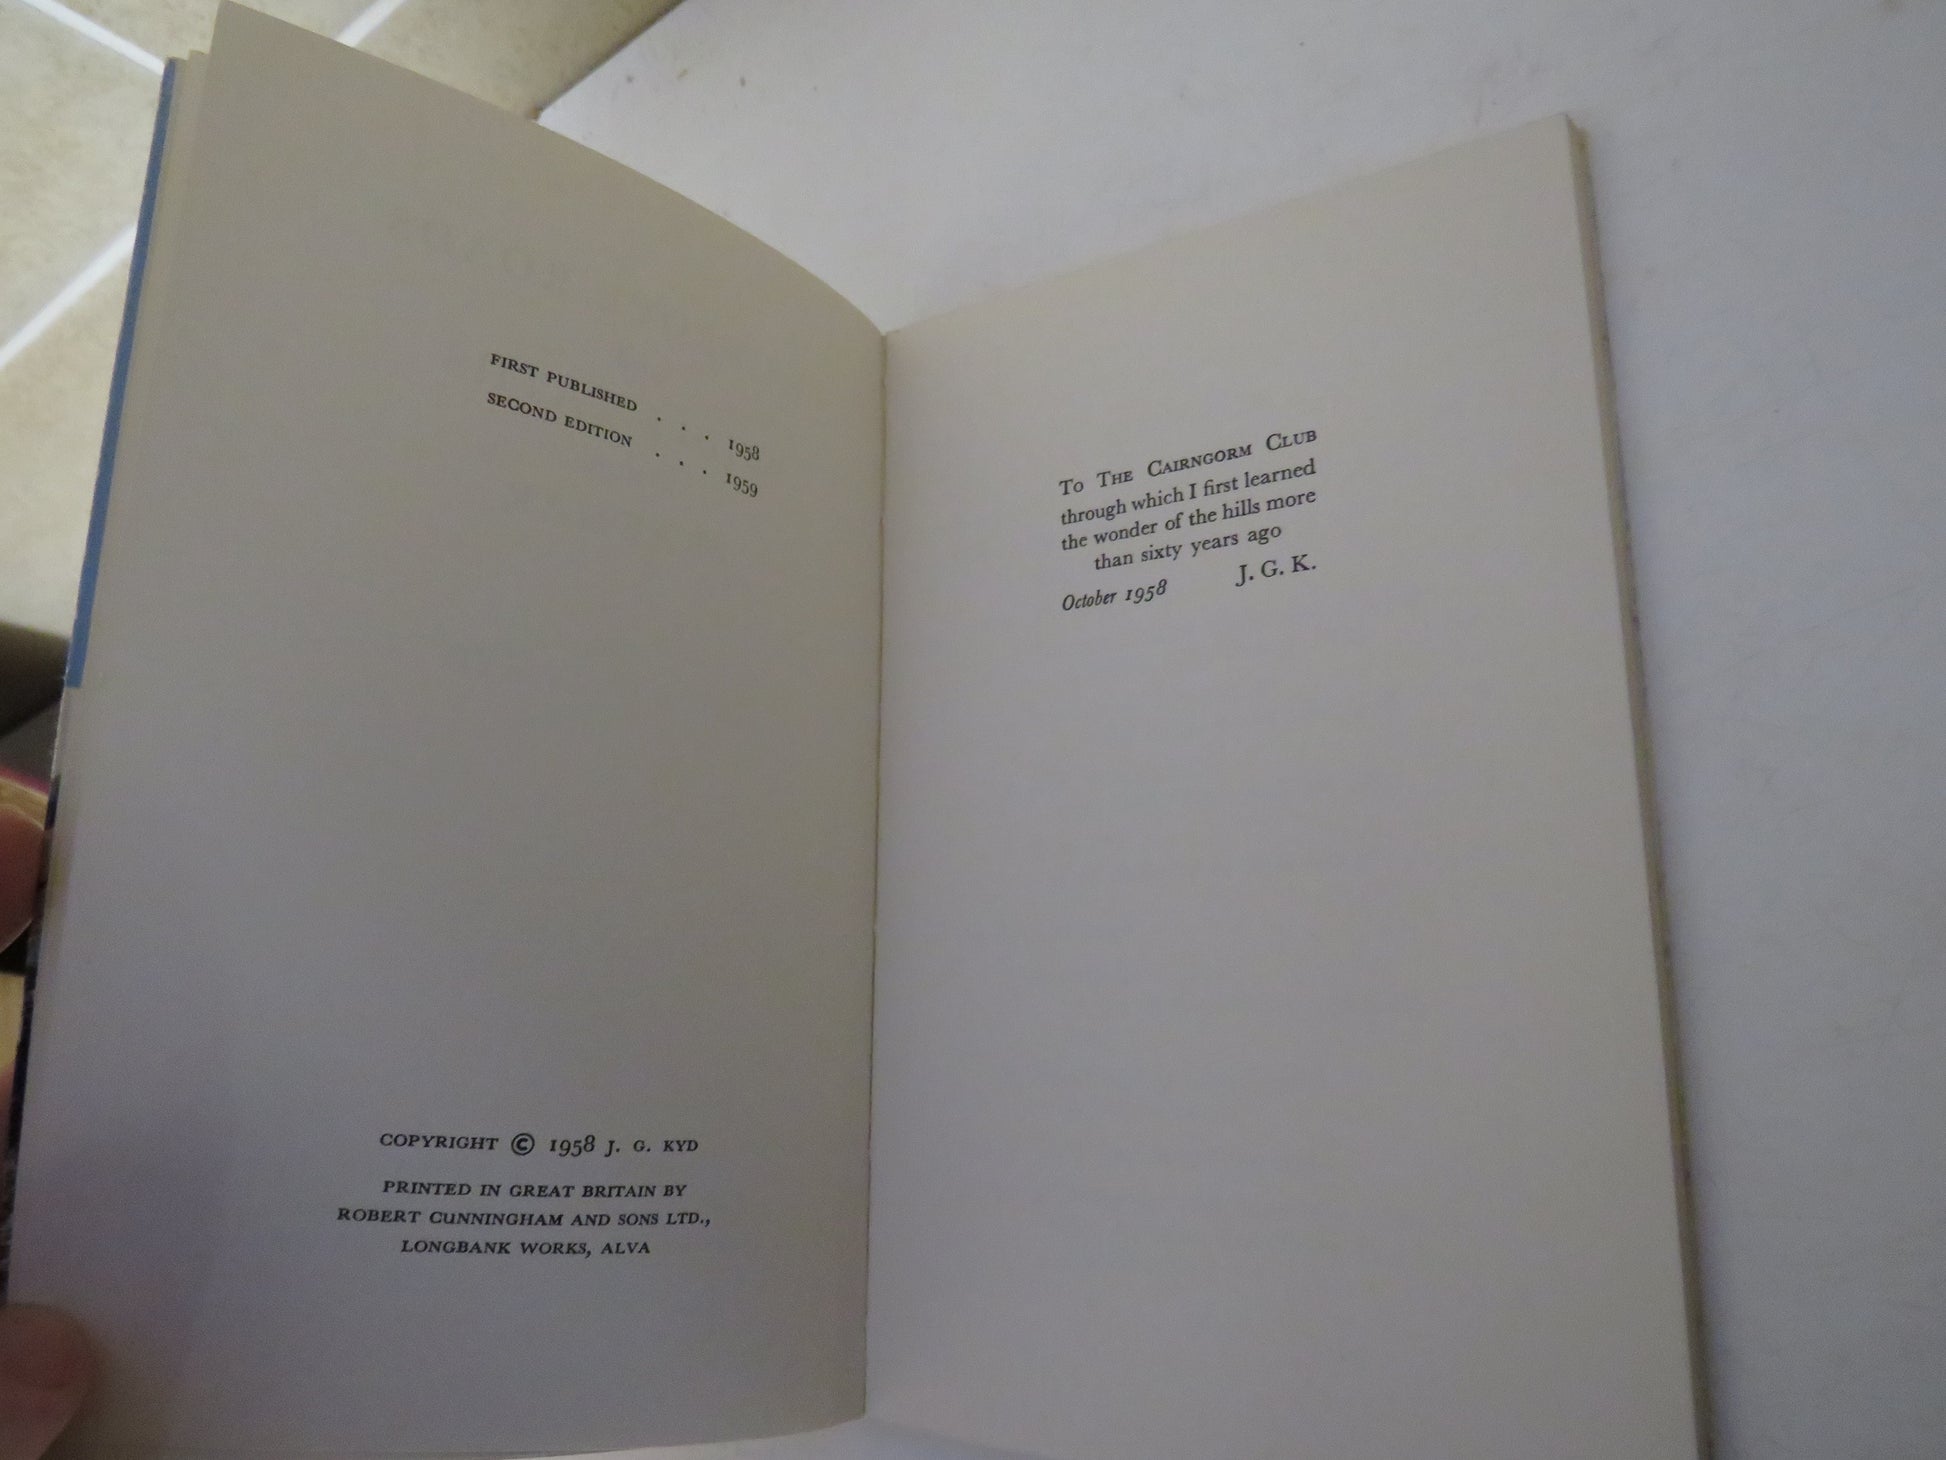 FIRST PUBLISHED . . . 1958
SECOND EDITION . . . 1959
COPYRIGHT © 1958 J. G. KYD
PRINTED IN GREAT BRITAIN BY
ROBERT CUNNINGHAM AND SONS LTD.,
LONGBANK WORKS, ALVA
To The Cairngorm Club
through which I first learned
the wonder of the hills more
than sixty years ago
J. G. K.
October 1958